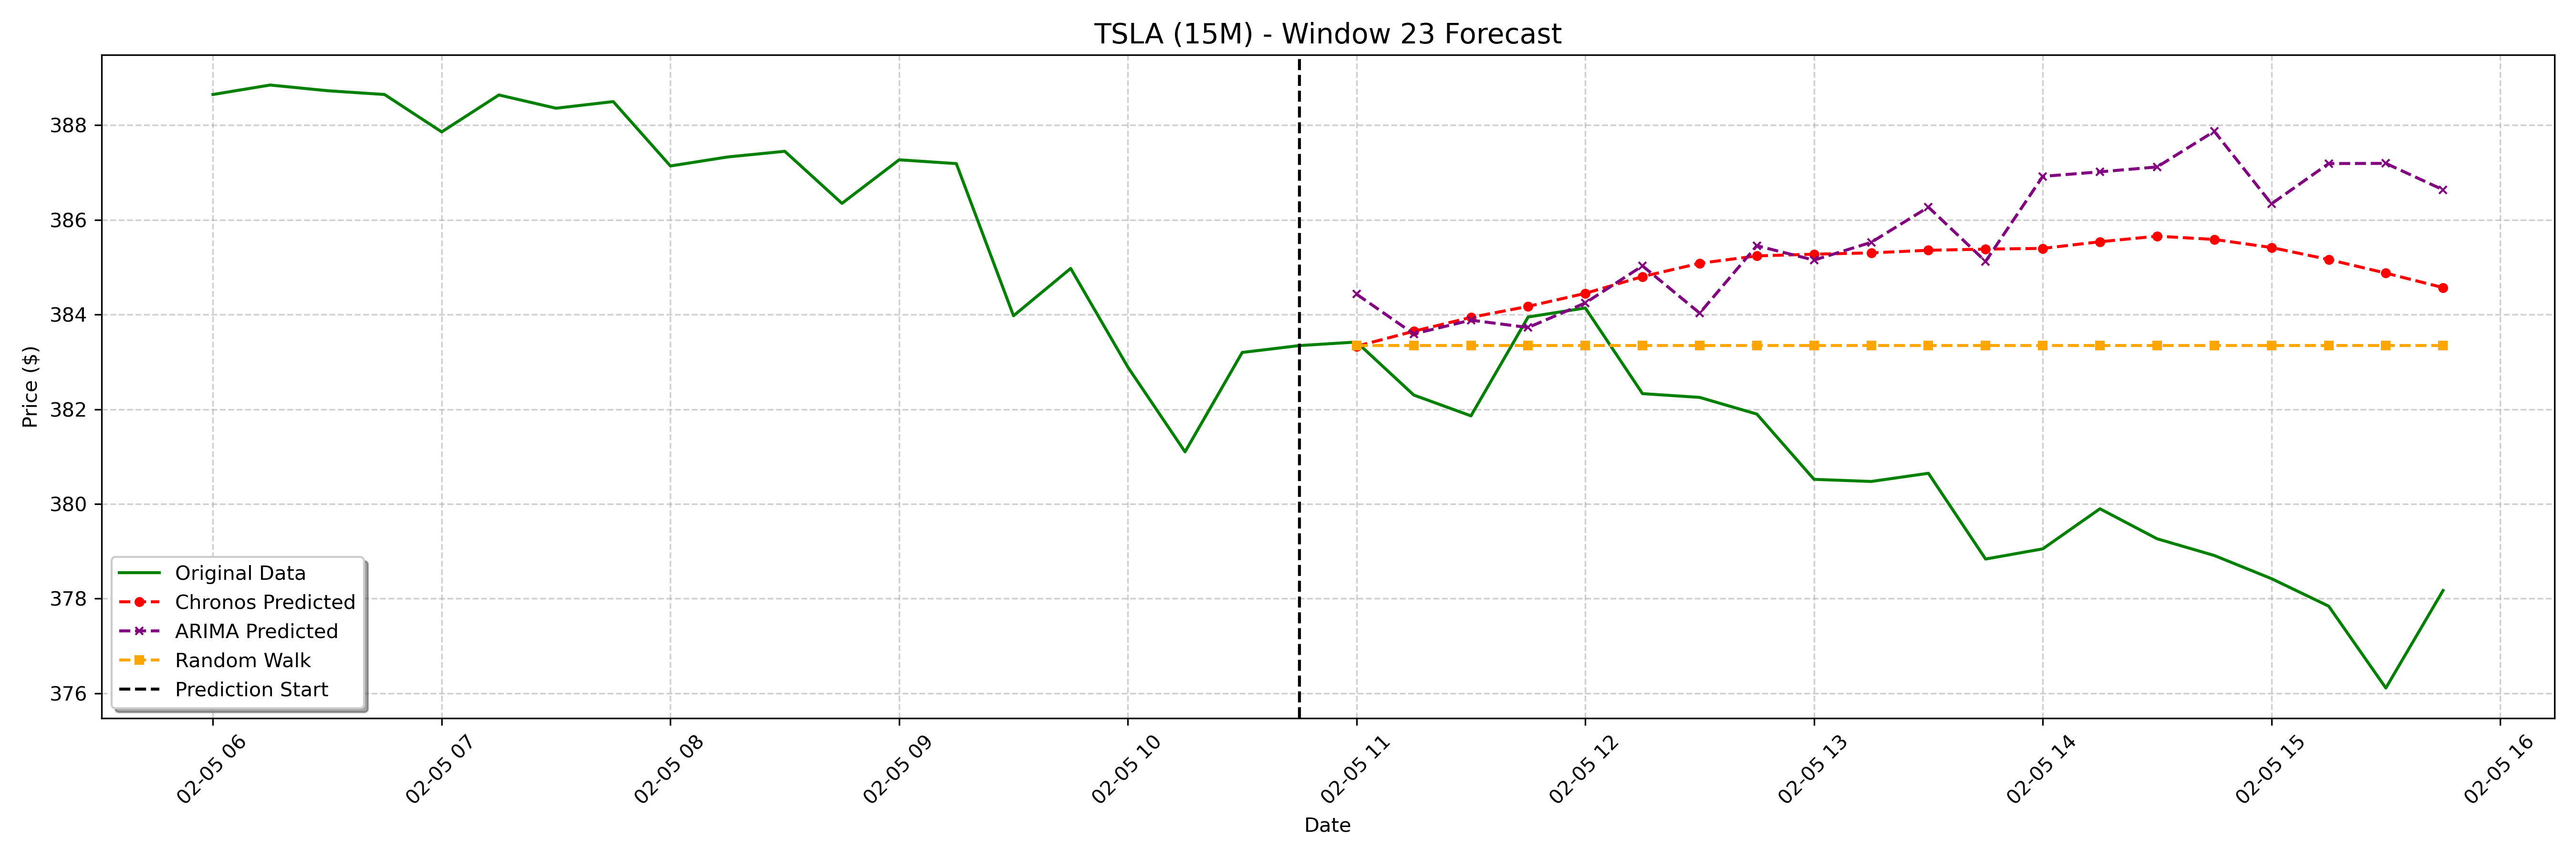 TSLA (15M) - Window 23 Forecast
Price ($)
388
386
384
382
380
378
376
Original Data
Chronos Predicted
ARIMA Predicted
Random Walk
Prediction Start
02-05 06
02-05 07
02-05 08
02-05 09
02-05 10
02-05 11
02-05 12
02-05 13
02-05 14
02-05 15
02-05 16
Date